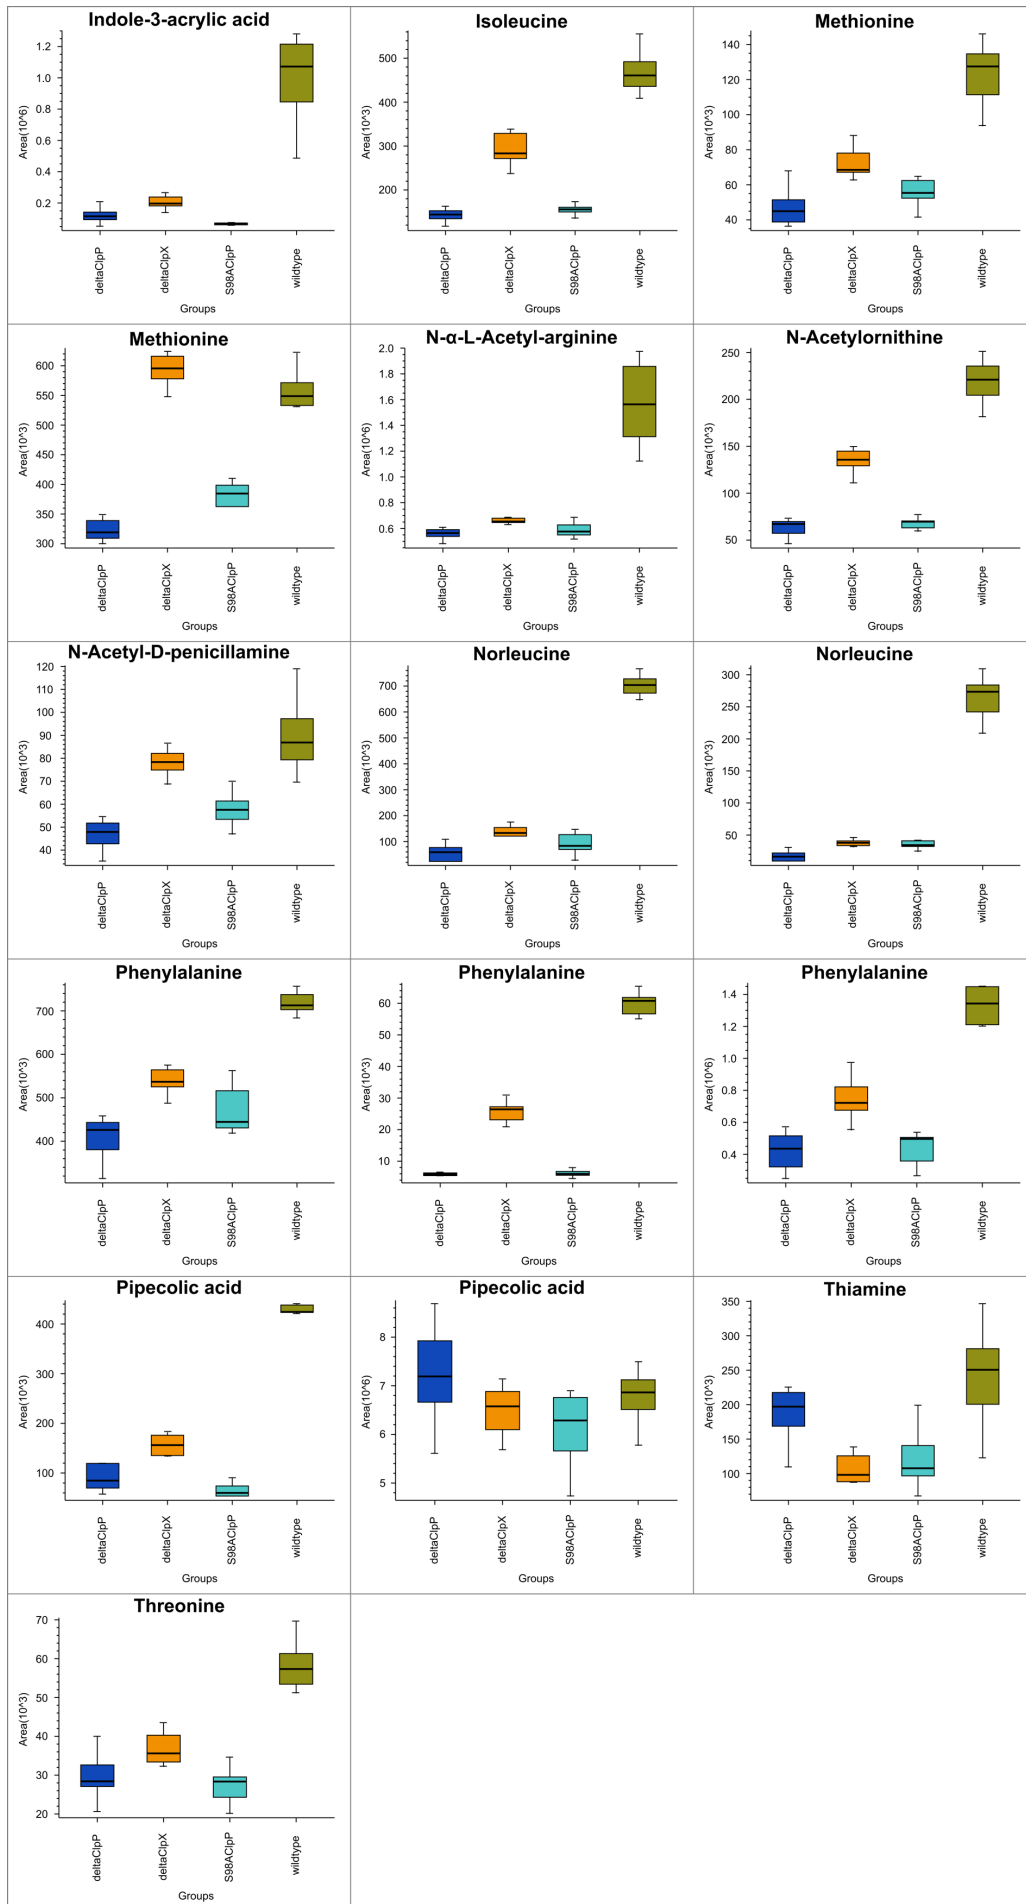 Indole-3-acrylic acid
Area(10^6)
1.2
1.0
0.8
0.6
0.4
0.2
deltaClpP
deltaClpX
S98AClpP
wildtype
Groups
Isoleucine
Area(10^3)
500
400
300
200
deltaClpP
deltaClpX
S98AClpP
wildtype
Groups
Methionine
Area(10^3)
140
120
100
80
60
40
deltaClpP
deltaClpX
S98AClpP
wildtype
Groups
Methionine
Area(10^3)
600
550
500
450
400
350
300
deltaClpP
deltaClpX
S98AClpP
wildtype
Groups
N-α-L-Acetyl-arginine
Area(10^6)
2.0
1.8
1.6
1.4
1.2
1.0
0.8
0.6
deltaClpP
deltaClpX
S98AClpP
wildtype
Groups
N-Acetylornithine
Area(10^3)
250
200
150
100
50
deltaClpP
deltaClpX
S98AClpP
wildtype
Groups
N-Acetyl-D-penicillamine
Area(10^3)
120
110
100
90
80
70
60
50
40
deltaClpP
deltaClpX
S98AClpP
wildtype
Groups
Norleucine
Area(10^3)
700
600
500
400
300
200
100
deltaClpP
deltaClpX
S98AClpP
wildtype
Groups
Norleucine
Area(10^3)
300
250
200
150
100
50
deltaClpP
deltaClpX
S98AClpP
wildtype
Groups
Phenylalanine
Area(10^3)
700
600
500
400
deltaClpP
deltaClpX
S98AClpP
wildtype
Groups
Phenylalanine
Area(10^3)
60
50
40
30
20
10
deltaClpP
deltaClpX
S98AClpP
wildtype
Groups
Phenylalanine
Area(10^6)
1.4
1.2
1.0
0.8
0.6
0.4
deltaClpP
deltaClpX
S98AClpP
wildtype
Groups
Pipecolic acid
Area(10^3)
400
300
200
100
deltaClpP
deltaClpX
S98AClpP
wildtype
Groups
Pipecolic acid
Area(10^6)
8
7
6
5
deltaClpP
deltaClpX
S98AClpP
wildtype
Groups
Thiamine
Area(10^3)
350
300
250
200
150
100
deltaClpP
deltaClpX
S98AClpP
wildtype
Groups
Threonine
Area(10^3)
70
60
50
40
30
20
deltaClpP
deltaClpX
S98AClpP
wildtype
Groups